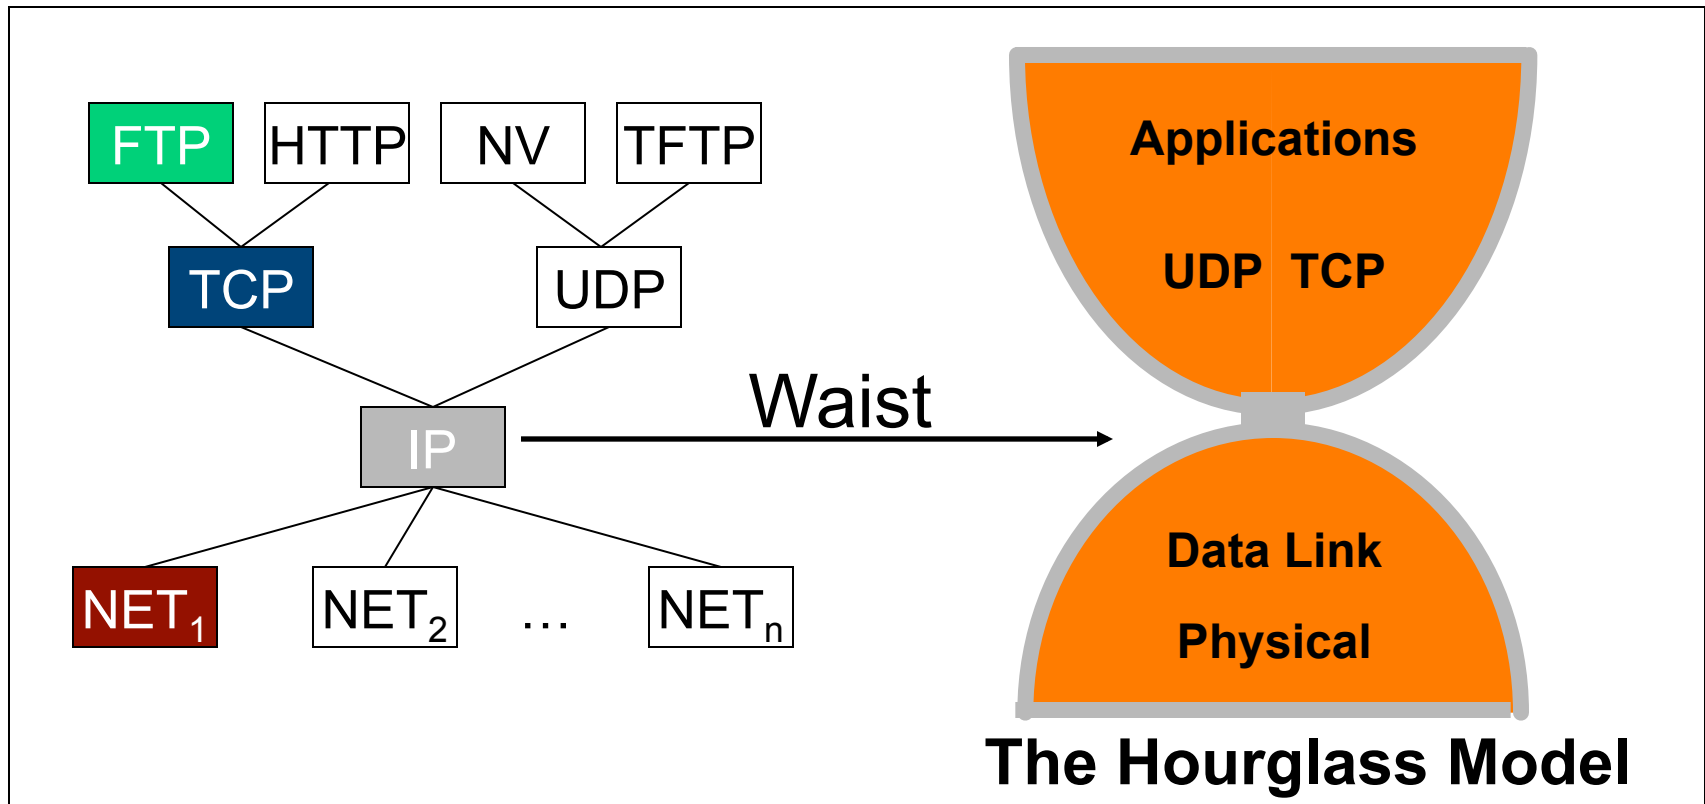 FTP HTTP NV TFTP
Applications
TCP UDP
UDP TCP
Waist
IP
Data Link
NET₁ NET₂ … NETₙ
Physical
The Hourglass Model